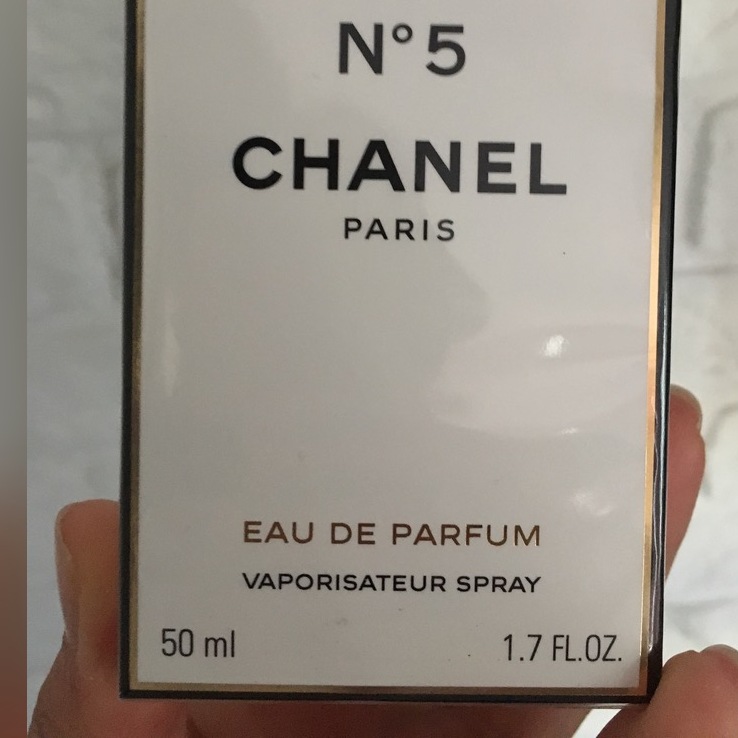 N°5
CHANEL
PARIS
EAU DE PARFUM
VAPORISATEUR SPRAY
50 ml 1.7 FL.OZ.